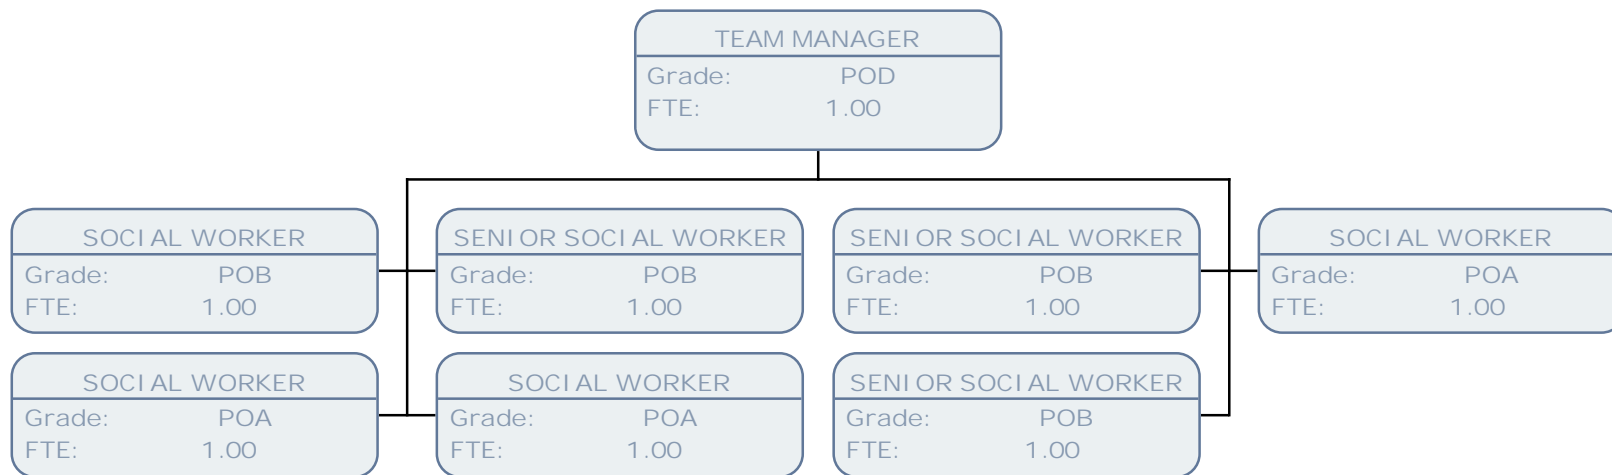 TEAM MANAGER
Grade: POD
FTE: 1.00
SOCIAL WORKER
Grade: POB
FTE: 1.00
SENIOR SOCIAL WORKER
Grade: POB
FTE: 1.00
SENIOR SOCIAL WORKER
Grade: POB
FTE: 1.00
SOCIAL WORKER
Grade: POA
FTE: 1.00
SOCIAL WORKER
Grade: POA
FTE: 1.00
SOCIAL WORKER
Grade: POA
FTE: 1.00
SENIOR SOCIAL WORKER
Grade: POB
FTE: 1.00